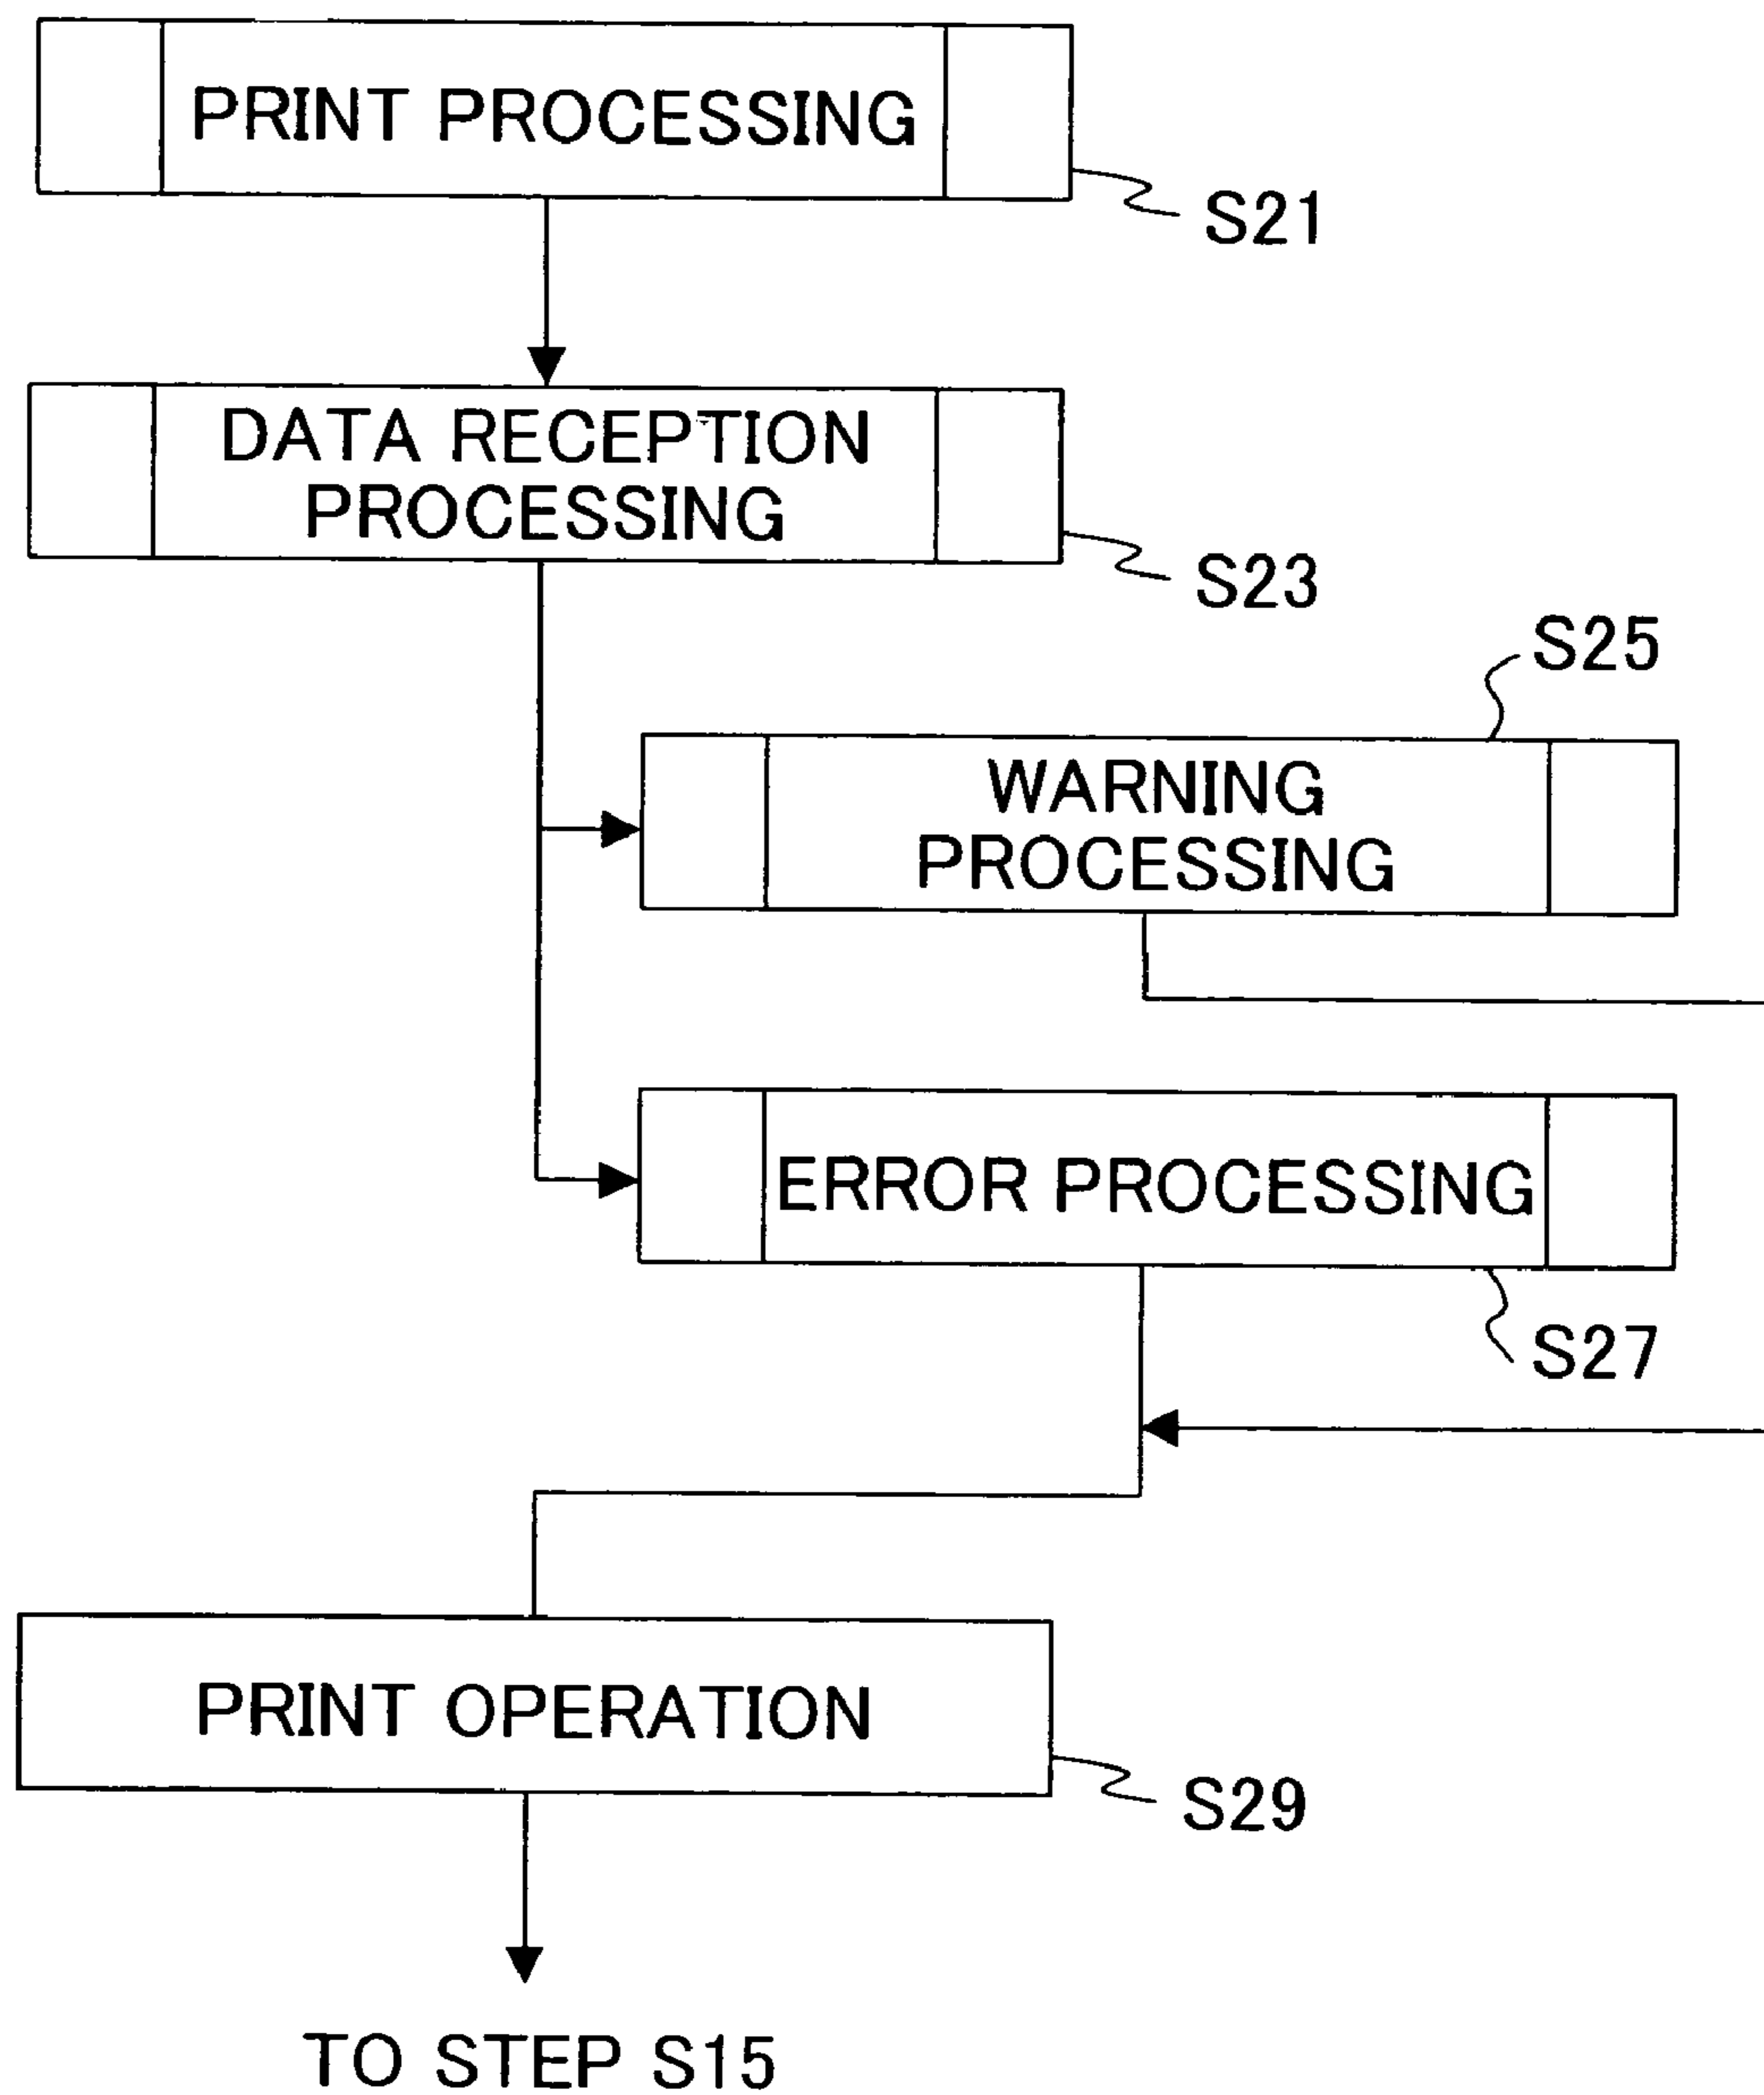 PRINT PROCESSING
S21
DATA RECEPTION
PROCESSING
S23
S25
WARNING
PROCESSING
ERROR PROCESSING
S27
PRINT OPERATION
S29
TO STEP S15